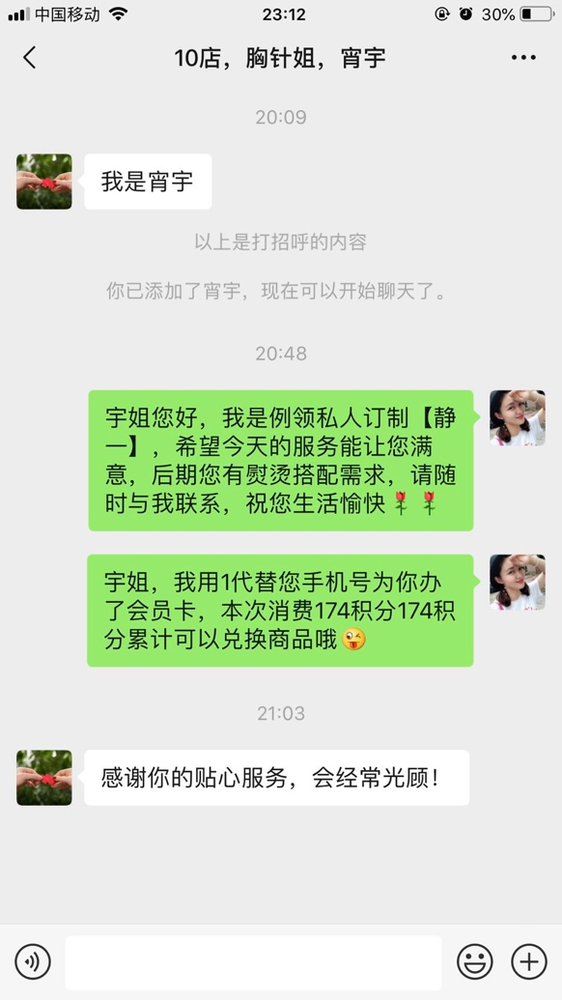 中国移动
23:12
30%
10店，胸针姐，宵宇
20:09
我是宵宇
以上是打招呼的内容
你已添加了宵宇，现在可以开始聊天了。
20:48
宇姐您好，我是例领私人订制【静
一】，希望今天的服务能让您满
意，后期您有熨烫搭配需求，请随
时与我联系，祝您生活愉快🌹🌹
宇姐，我用1代替您手机号为你办
了会员卡，本次消费174积分174积
分累计可以兑换商品哦😜
21:03
感谢你的贴心服务，会经常光顾！